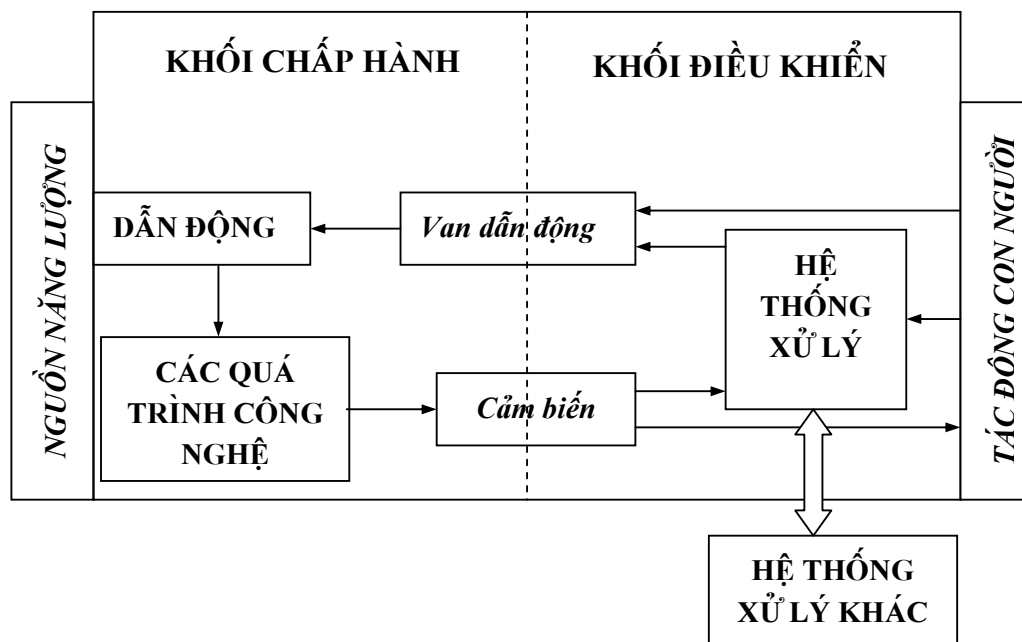 KHỐI CHẤP HÀNH
KHỐI ĐIỀU KHIỂN
NGUỒN NĂNG LƯỢNG
DẪN ĐỘNG
Van dẫn động
HỆ
THỐNG
XỬ LÝ
CÁC QUÁ
TRÌNH CÔNG
NGHỆ
Cảm biến
TÁC ĐÔNG CON NGƯỜI
HỆ THỐNG
XỬ LÝ KHÁC